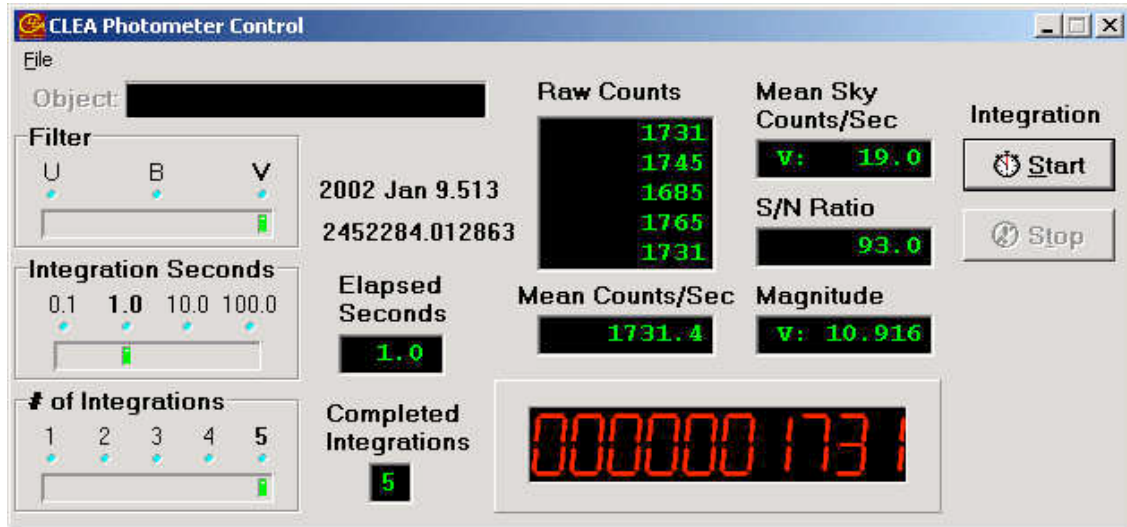 CLEA Photometer Control
File
Object:
Filter
U B V
2002 Jan 9.513
2452284.012863
Integration Seconds
0.1 1.0 10.0 100.0
Elapsed
Seconds
1.0
# of Integrations
1 2 3 4 5
Completed
Integrations
5
Raw Counts
1731
1745
1685
1765
1731
Mean Counts/Sec
1731.4
Mean Sky
Counts/Sec
V: 19.0
S/N Ratio
93.0
Magnitude
V: 10.916
0000001731
Integration
Start
Stop